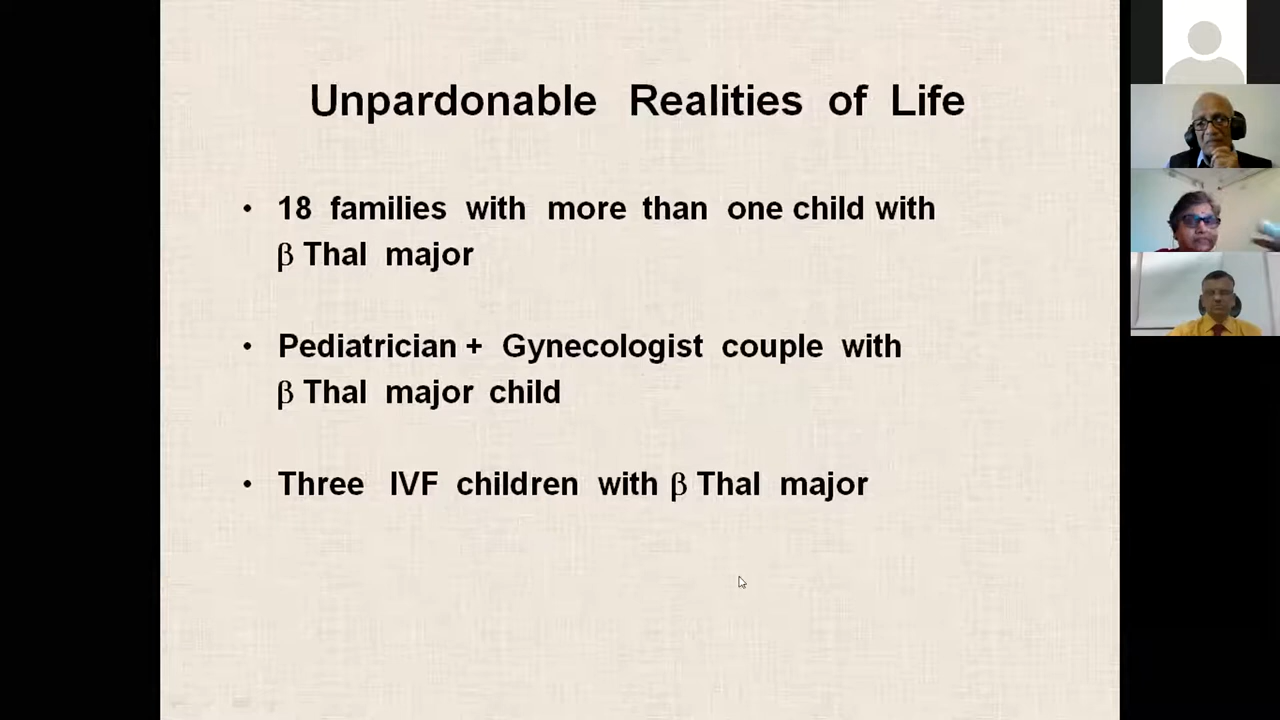 Unpardonable Realities of Life
• 18 families with more than one child with
β Thal major
• Pediatrician + Gynecologist couple with
β Thal major child
• Three IVF children with β Thal major